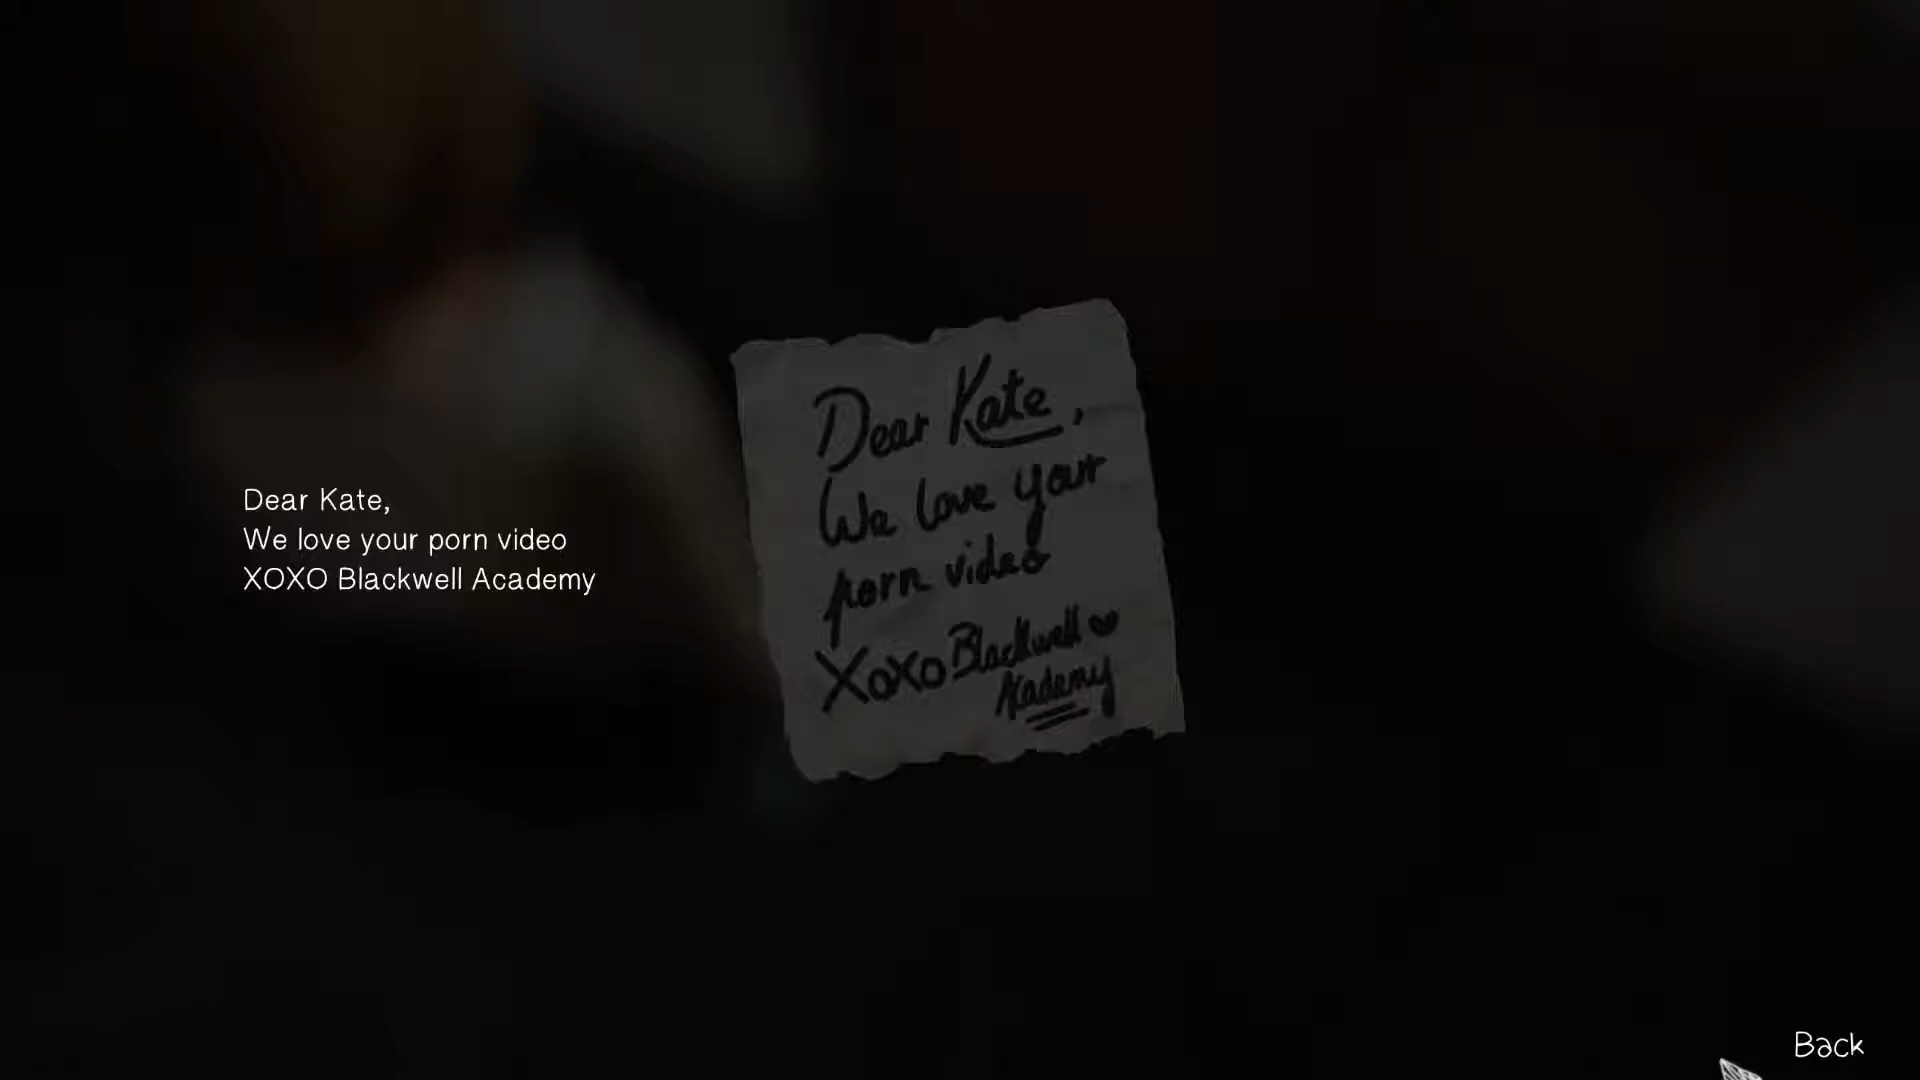 Dear Kate,
We love your porn video
XOXO Blackwell Academy
Dear Kate,
We love your
porn video
XoXo Blackwell
Academy
Back